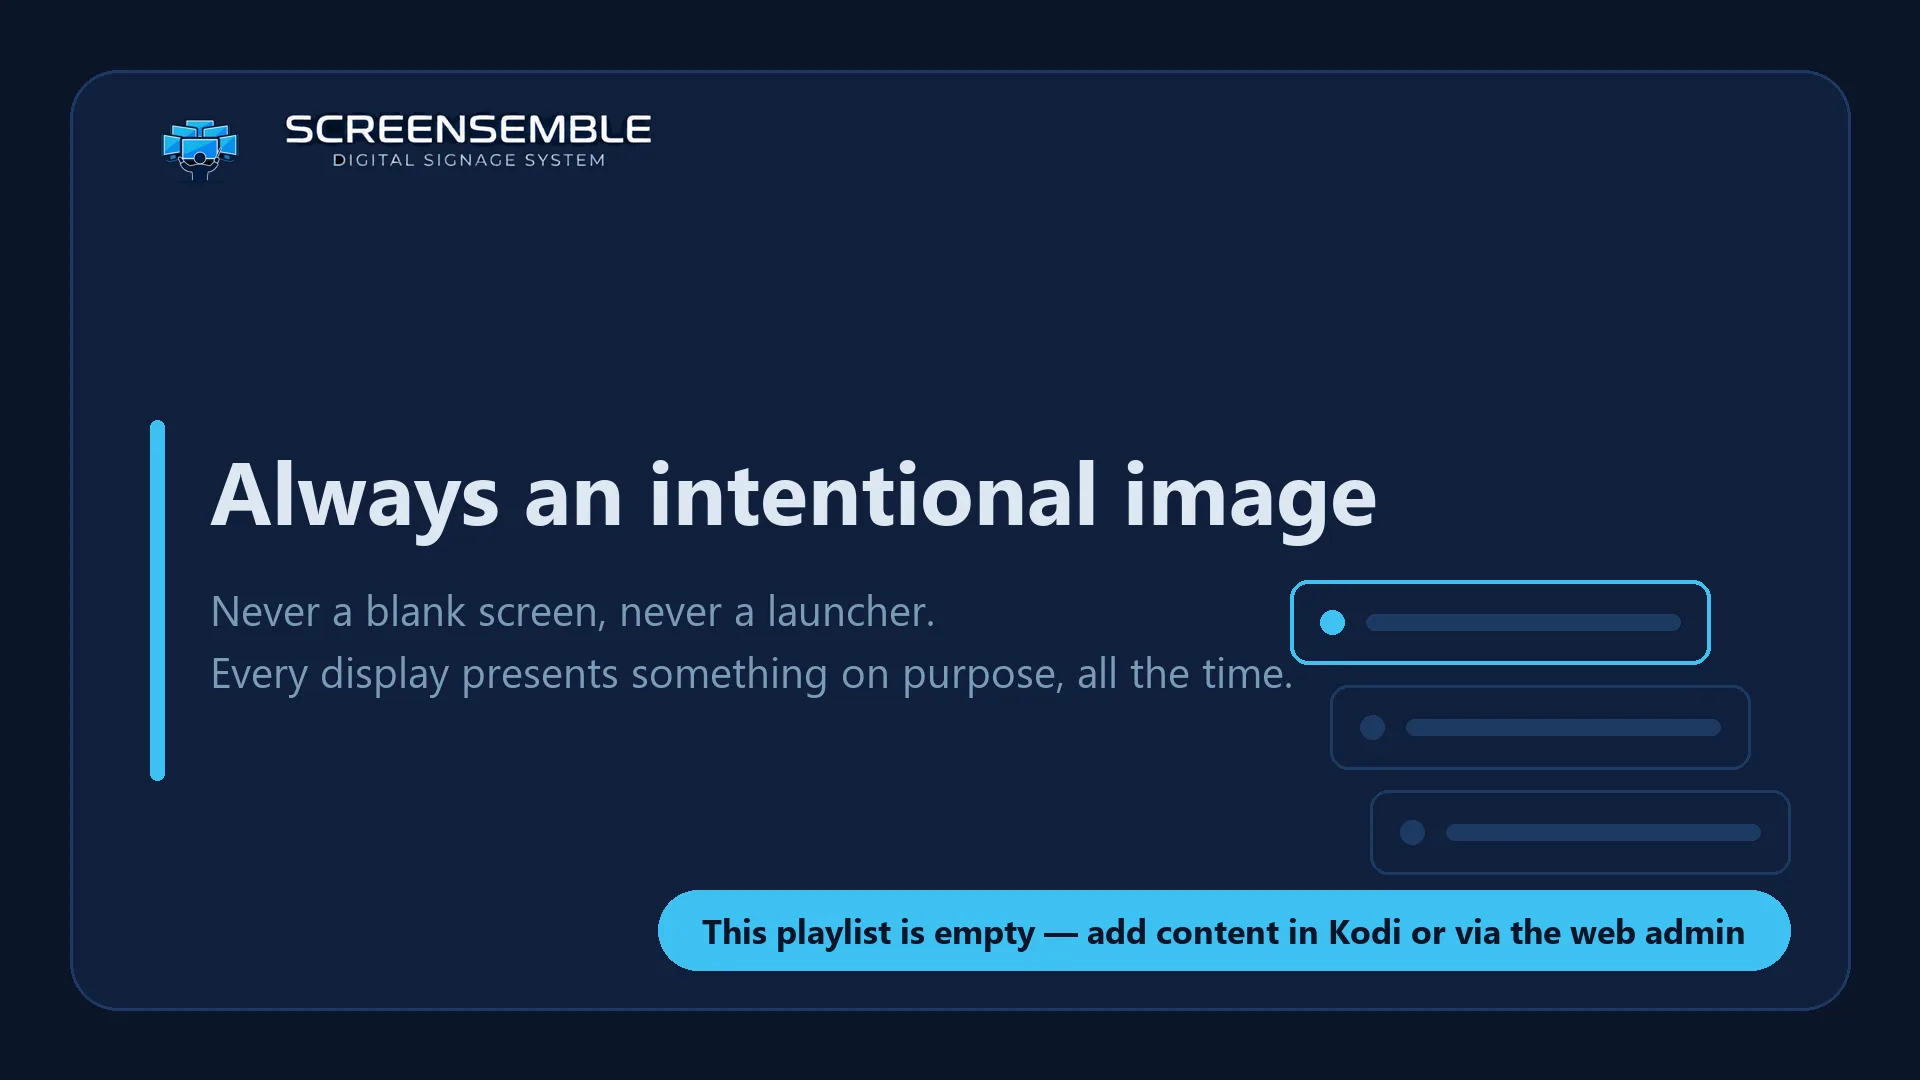 SCREENSEMBLE
DIGITAL SIGNAGE SYSTEM
Always an intentional image
Never a blank screen, never a launcher.
Every display presents something on purpose, all the time.
This playlist is empty — add content in Kodi or via the web admin